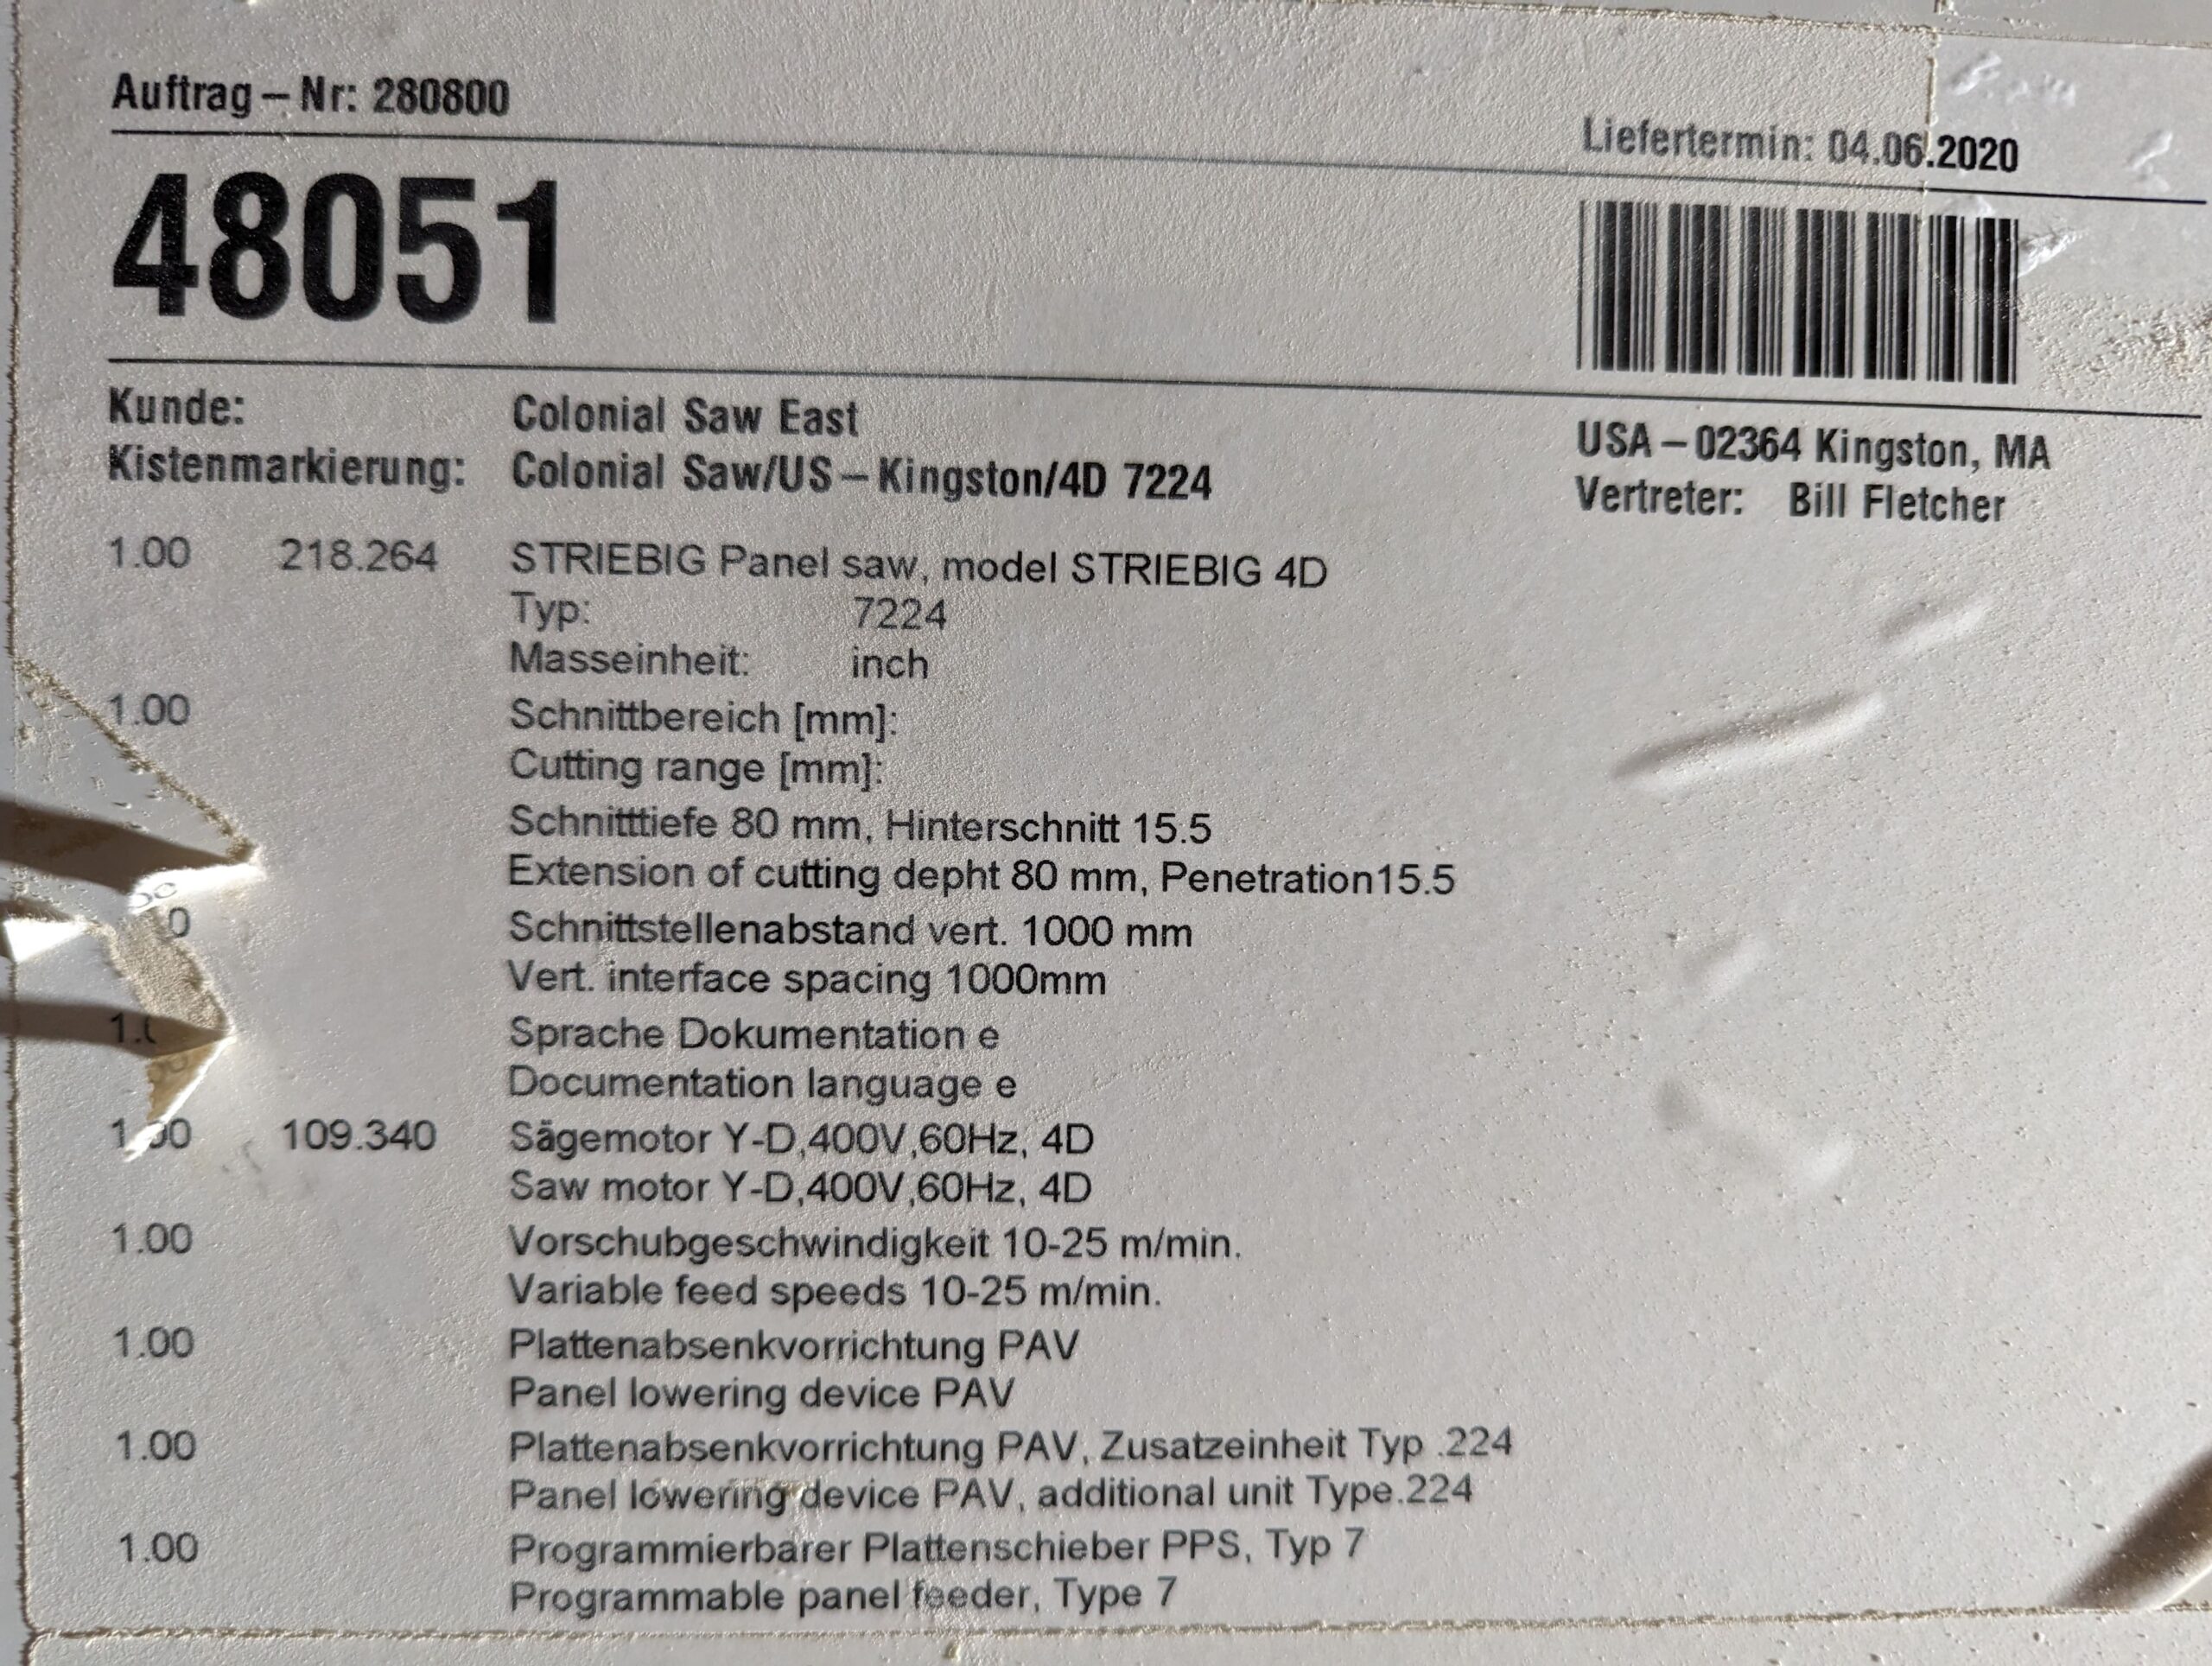 Auftrag – Nr: 280800
Liefertermin: 04.06.2020
48051
Kunde: Colonial Saw East
USA – 02364 Kingston, MA
Kistenmarkierung: Colonial Saw/US – Kingston/4D 7224
Vertreter: Bill Fletcher
1.00 218.264 STRIEBIG Panel saw, model STRIEBIG 4D
Typ: 7224
Masseinheit: inch
1.00 Schnittbereich [mm]:
Cutting range [mm]:
Schnitttiefe 80 mm, Hinterschnitt 15.5
Extension of cutting depht 80 mm, Penetration15.5
Schnittstellenabstand vert. 1000 mm
Vert. interface spacing 1000mm
Sprache Dokumentation e
Documentation language e
1.00 109.340 Sägemotor Y-D,400V,60Hz, 4D
Saw motor Y-D,400V,60Hz, 4D
1.00 Vorschubgeschwindigkeit 10-25 m/min.
Variable feed speeds 10-25 m/min.
1.00 Plattenabsenkvorrichtung PAV
Panel lowering device PAV
1.00 Plattenabsenkvorrichtung PAV, Zusatzeinheit Typ .224
Panel lowering device PAV, additional unit Type.224
1.00 Programmierbarer Plattenschieber PPS, Typ 7
Programmable panel feeder, Type 7